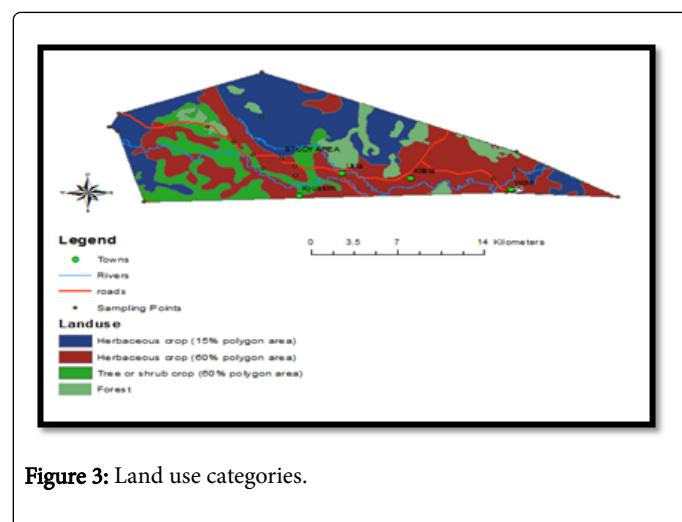 STUDY AREA
Ulu
Kyuasini
Legend
0 3.5 7 14 Kilometers
Towns
Rivers
roads
Sampling Points
Landuse
Herbaceous crop (15% polygon area)
Herbaceous crop (60% polygon area)
Tree or shrub crop (60% polygon area)
Forest
Figure 3: Land use categories.